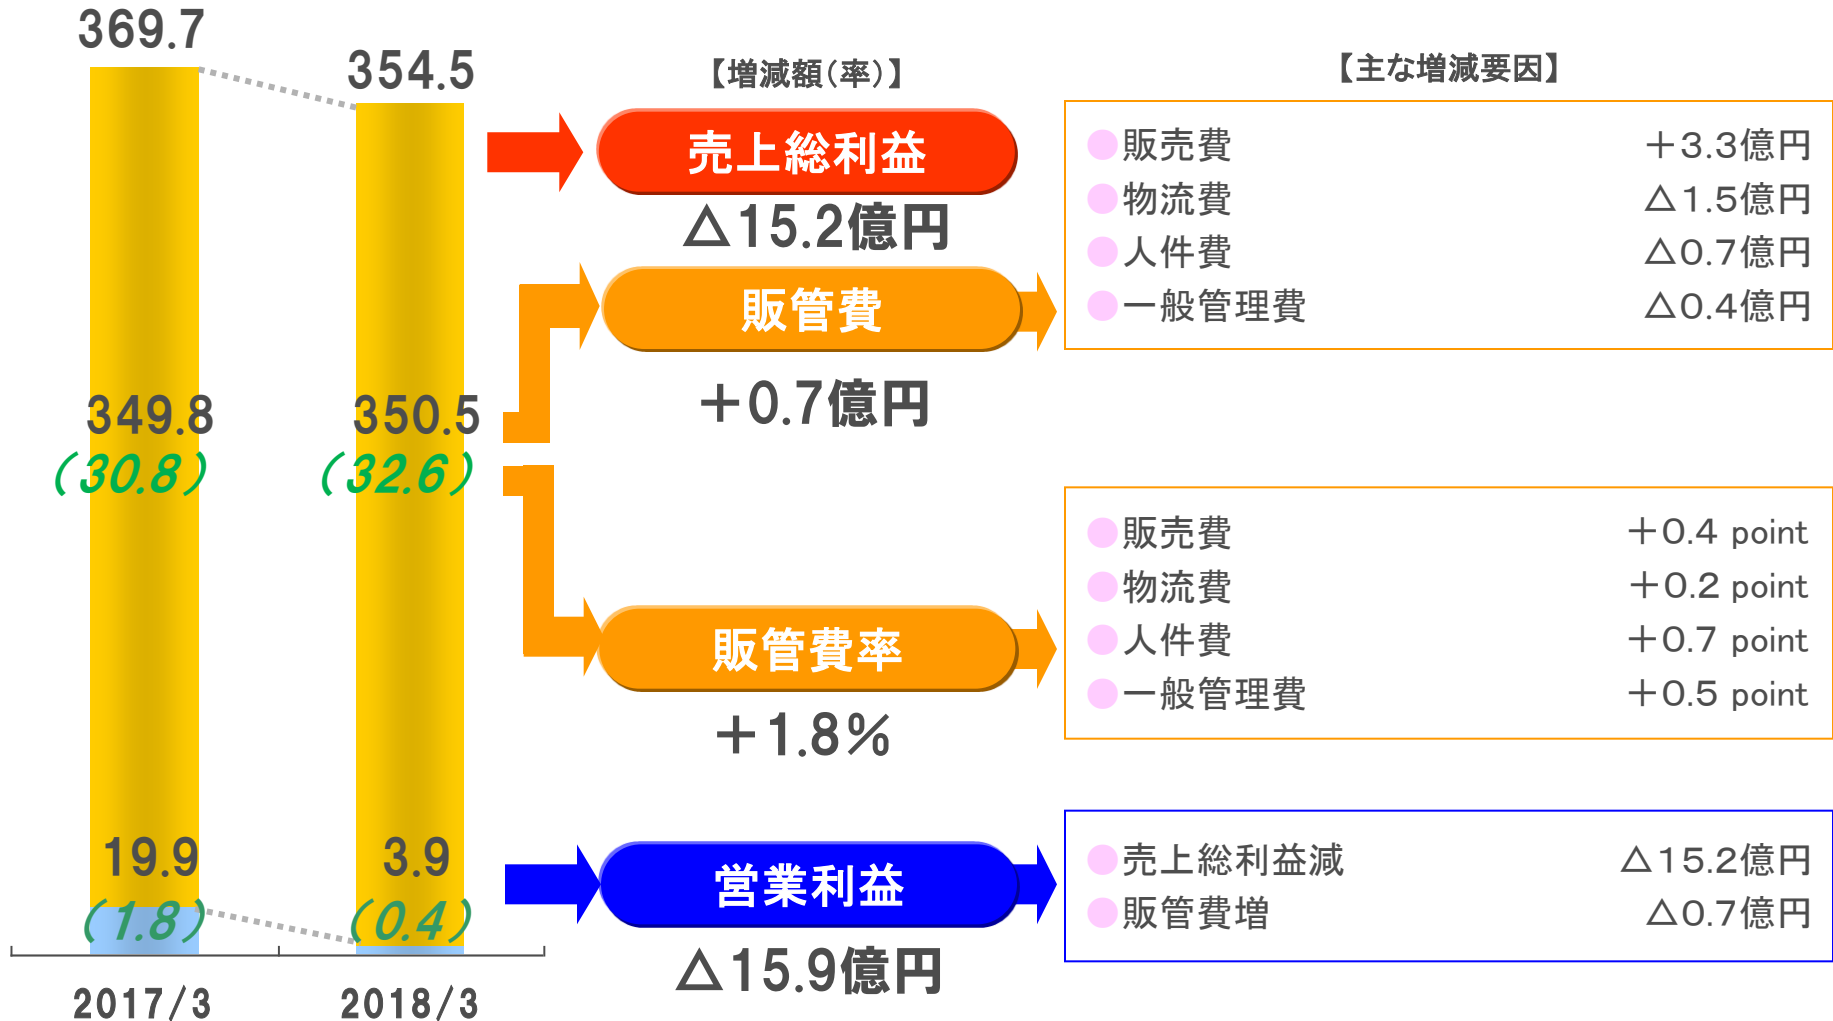 369.7
354.5
349.8
(30.8)
350.5
(32.6)
19.9
(1.8)
3.9
(0.4)
2017/3
2018/3
【増減額(率)】
売上総利益
△15.2億円
販管費
+0.7億円
販管費率
+1.8%
営業利益
△15.9億円
【主な増減要因】
●販売費 +3.3億円
●物流費 △1.5億円
●人件費 △0.7億円
●一般管理費 △0.4億円
●販売費 +0.4 point
●物流費 +0.2 point
●人件費 +0.7 point
●一般管理費 +0.5 point
●売上総利益減 △15.2億円
●販管費増 △0.7億円